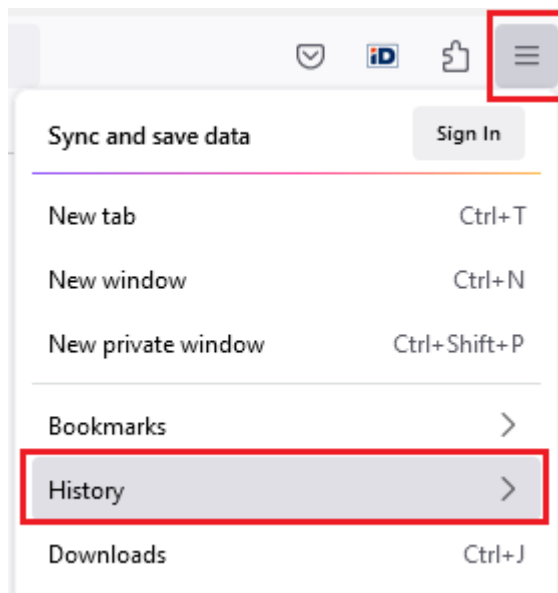 iD
Sync and save data Sign In
New tab Ctrl+T
New window Ctrl+N
New private window Ctrl+Shift+P
Bookmarks
History
Downloads Ctrl+J